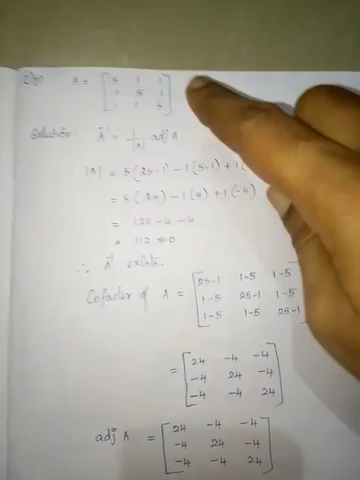 A = [ 5 1 1
1 5 1
1 1 5 ]
Solution A⁻¹ = 1/|A| adj A
|A| = 5(25-1) - 1(5-1) + 1(
= 5(24) - 1(4) + 1(-4)
= 120 - 4 - 4
= 112 ≠ 0
∴ A⁻¹ exists.
Cofactor of A = [ 25-1 1-5 1-5
1-5 25-1 1-5
1-5 1-5 25-1 ]
= [ 24 -4 -4
-4 24 -4
-4 -4 24 ]
adj A = [ 24 -4 -4
-4 24 -4
-4 -4 24 ]